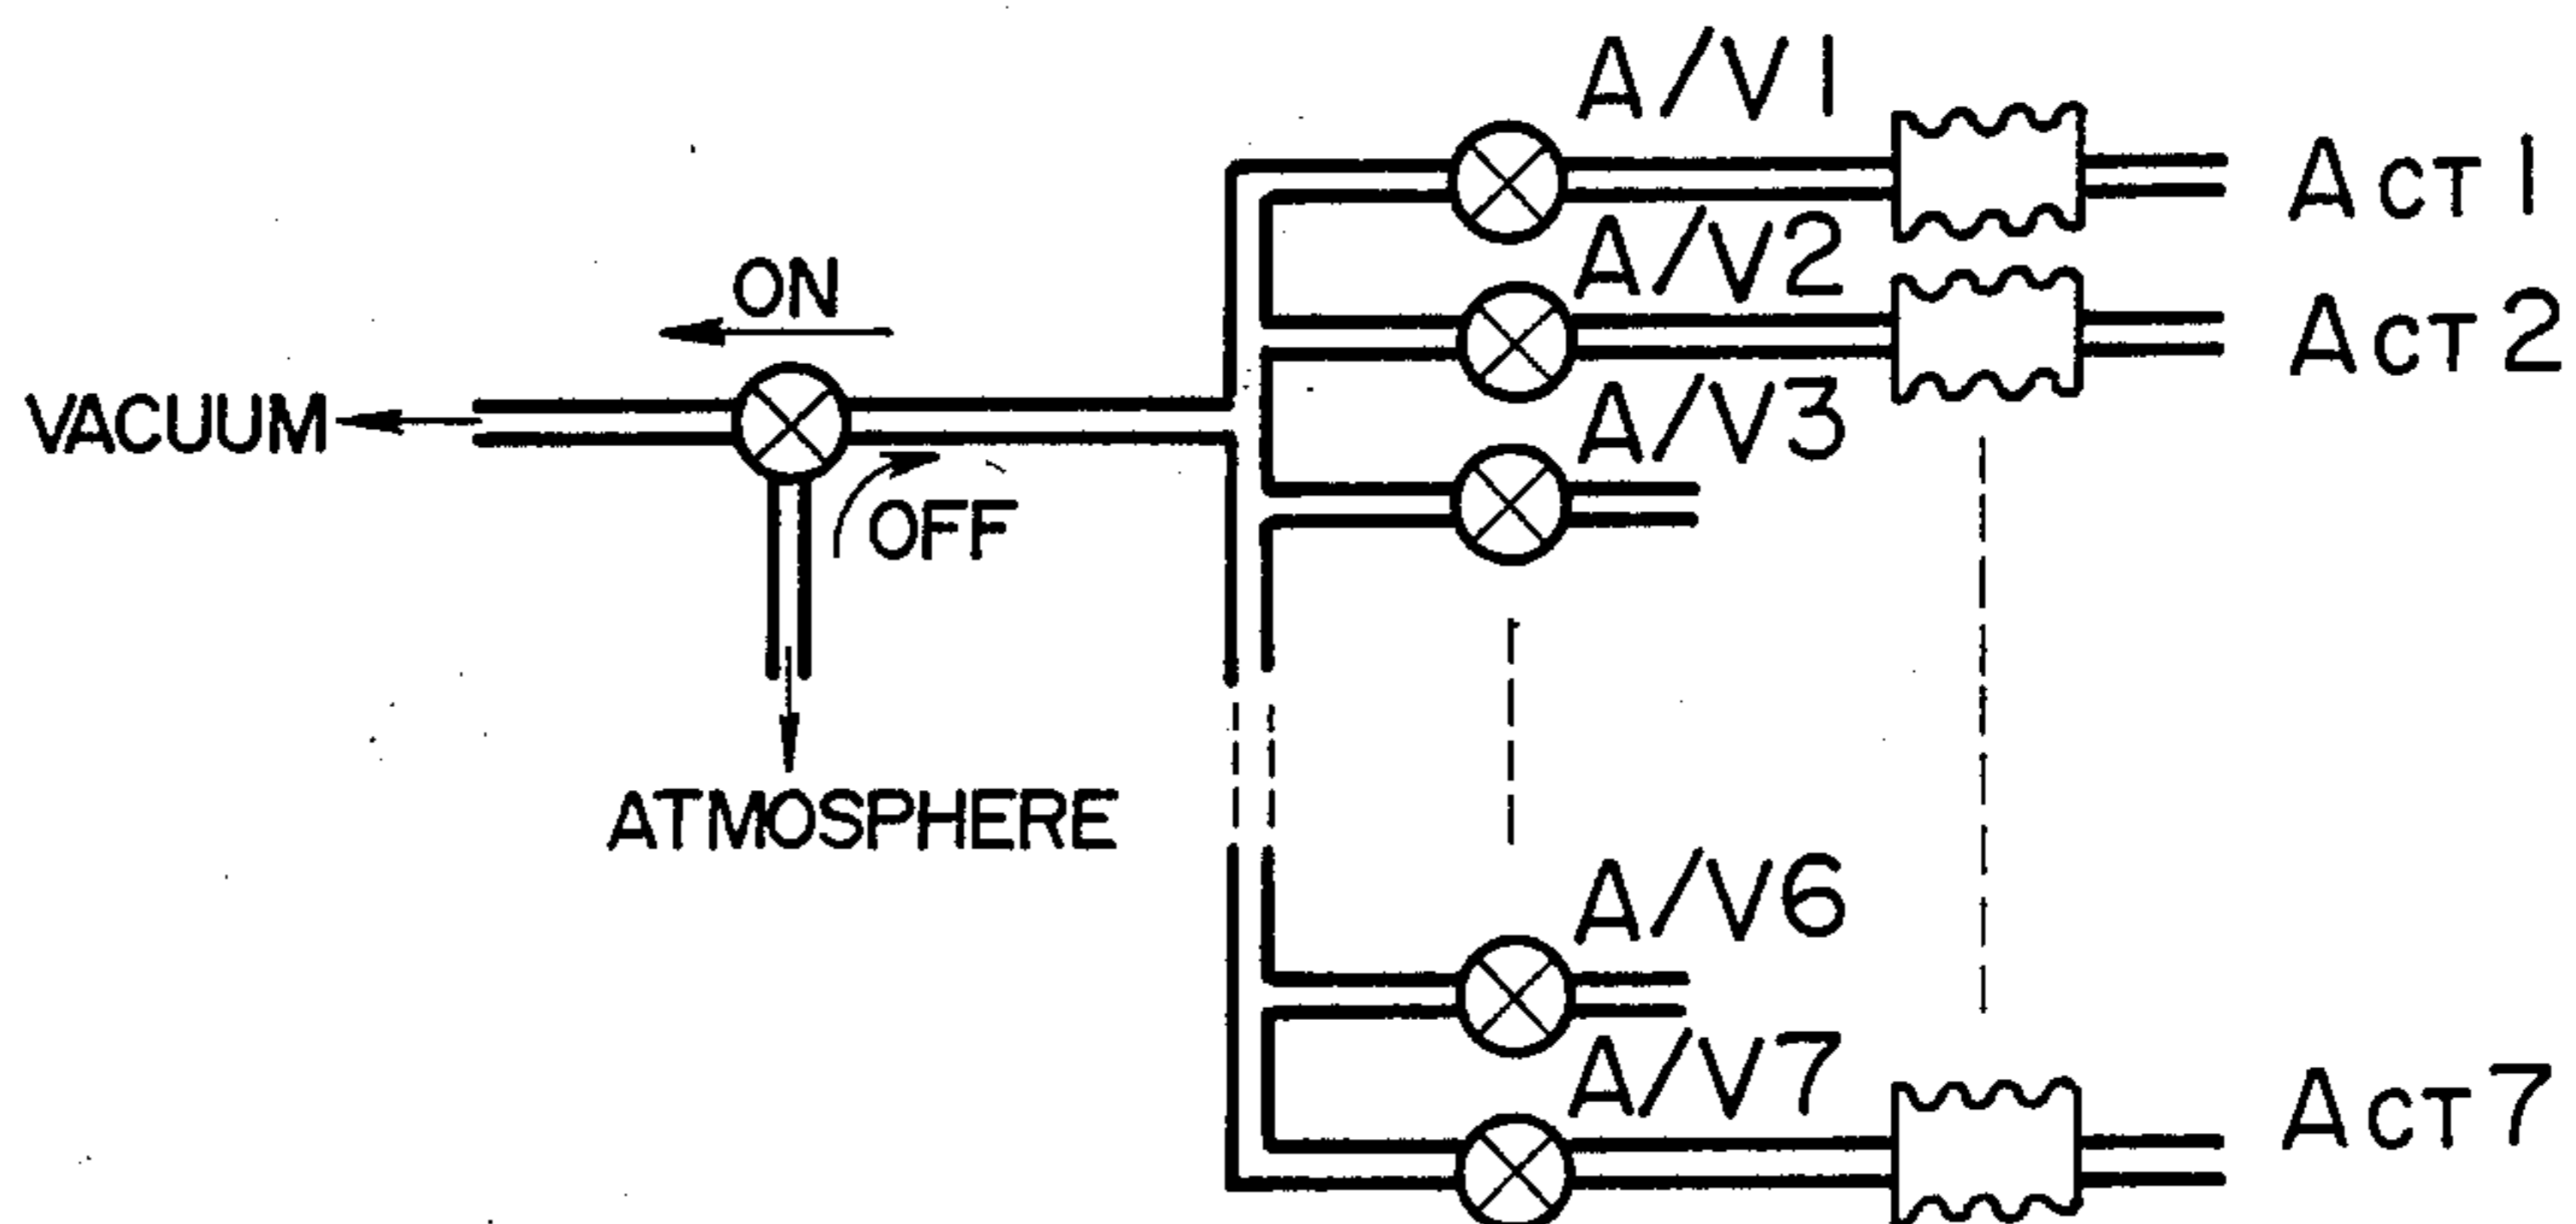 A/V1
ACT 1
A/V2
ACT 2
ON
VACUUM
A/V3
OFF
ATMOSPHERE
A/V6
A/V7
ACT 7